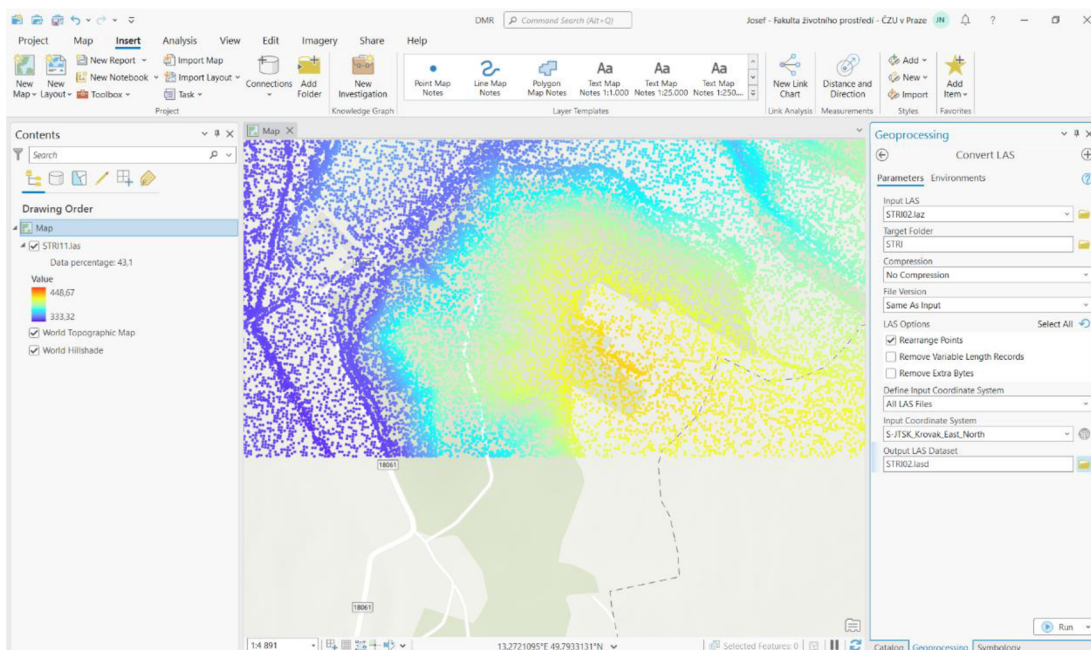 DMR
Command Search (Alt+Q)
Josef - Fakulta životního prostředí - ČZU v Praze
JN
?
Project Map Insert Analysis View Edit Imagery Share Help
New Map
New Layout
New Report
New Notebook
Toolbox
Import Map
Import Layout
Task
Connections
Add Folder
New Investigation
Point Map Notes
Line Map Notes
Polygon Map Notes
Aa
Text Map Notes 1:1.000
Aa
Text Map Notes 1:25.000
Aa
Text Map Notes 1:250....
New Link Chart
Distance and Direction
Add
New
Import
Add Item
Project
Knowledge Graph
Layer Templates
Link Analysis
Measurements
Styles
Favorites
Contents
Search
Drawing Order
Map
STRI11.las
Data percentage: 43,1
Value
448,67
333,32
World Topographic Map
World Hillshade
Map
18061
18061
1:4 891
13,2721095°E 49,7933131°N
Selected Features: 0
Geoprocessing
Convert LAS
Parameters Environments
Input LAS
STRI02.laz
Target Folder
STRI
Compression
No Compression
File Version
Same As Input
LAS Options Select All
Rearrange Points
Remove Variable Length Records
Remove Extra Bytes
Define Input Coordinate System
All LAS Files
Input Coordinate System
S-JTSK_Krovak_East_North
Output LAS Dataset
STRI02.lasd
Run
Catalog Geoprocessing Symbology